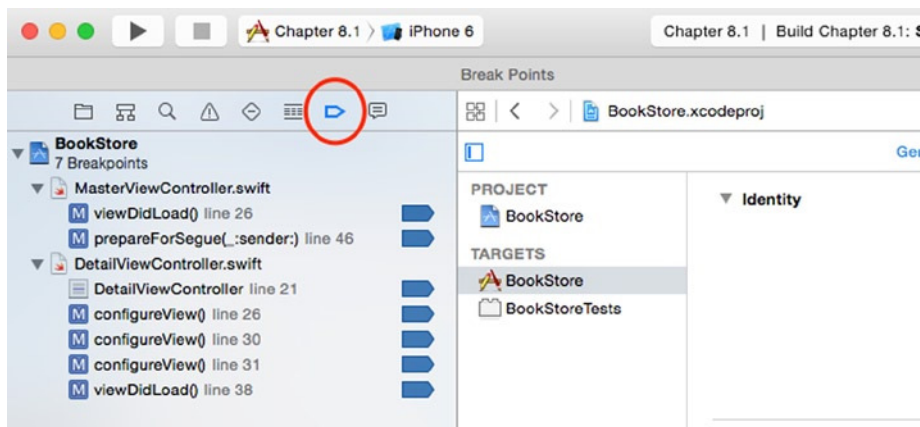 Chapter 8.1 iPhone 6
Chapter 8.1 | Build Chapter 8.1:
Break Points
BookStore.xcodeproj
BookStore
7 Breakpoints
MasterViewController.swift
M viewDidLoad() line 26
M prepareForSegue(_:sender:) line 46
DetailViewController.swift
DetailViewController line 21
M configureView() line 26
M configureView() line 30
M configureView() line 31
M viewDidLoad() line 38
PROJECT
BookStore
TARGETS
BookStore
BookStoreTests
Identity